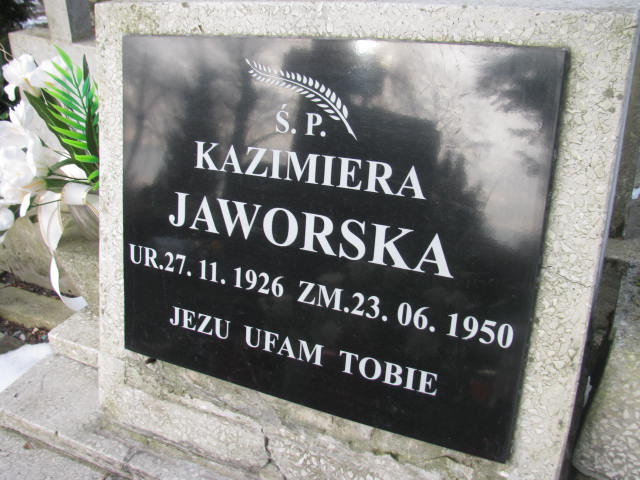 Ś. P.
KAZIMIERA
JAWORSKA
UR.27. 11. 1926 ZM.23. 06. 1950
JEZU UFAM TOBIE